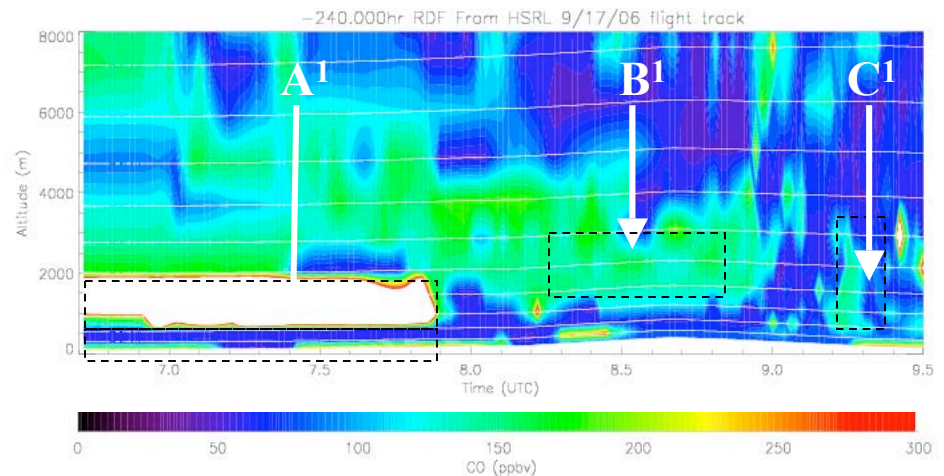 -240.000hr RDF From HSRL 9/17/06 flight track
8000
A¹ B¹ C¹
6000
Altitude (m)
4000
2000
0
7.0 7.5 8.0 8.5 9.0 9.5
Time (UTC)
0 50 100 150 200 250 300
CO (ppbv)